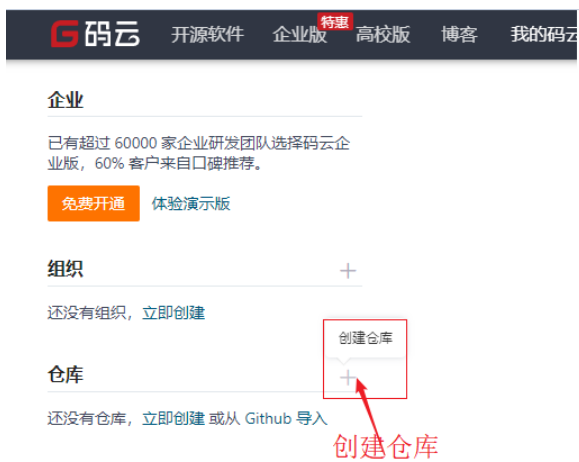 码云 开源软件 企业版 特惠 高校版 博客 我的码云
企业
已有超过 60000 家企业研发团队选择码云企
业版，60% 客户来自口碑推荐。
免费开通 体验演示版
组织
还没有组织，立即创建
创建仓库
仓库
还没有仓库，立即创建 或从 Github 导入
创建仓库